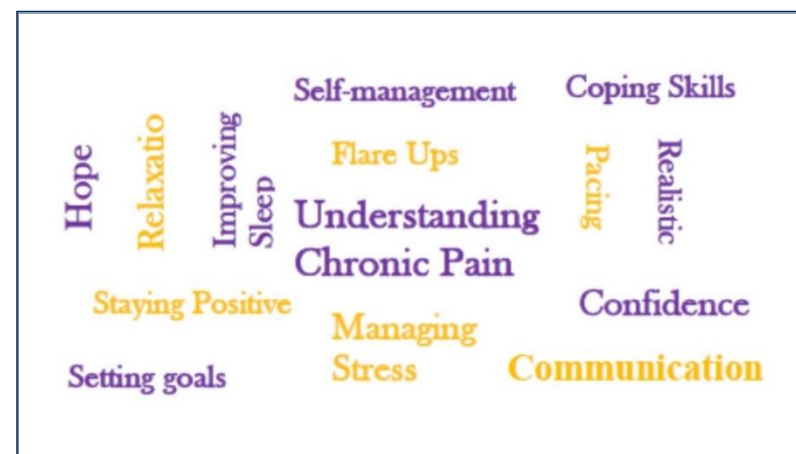 Self-management
Coping Skills
Hope
Relaxatio
Improving
Sleep
Flare Ups
Pacing
Realistic
Understanding
Chronic Pain
Staying Positive
Confidence
Managing
Stress
Setting goals
Communication